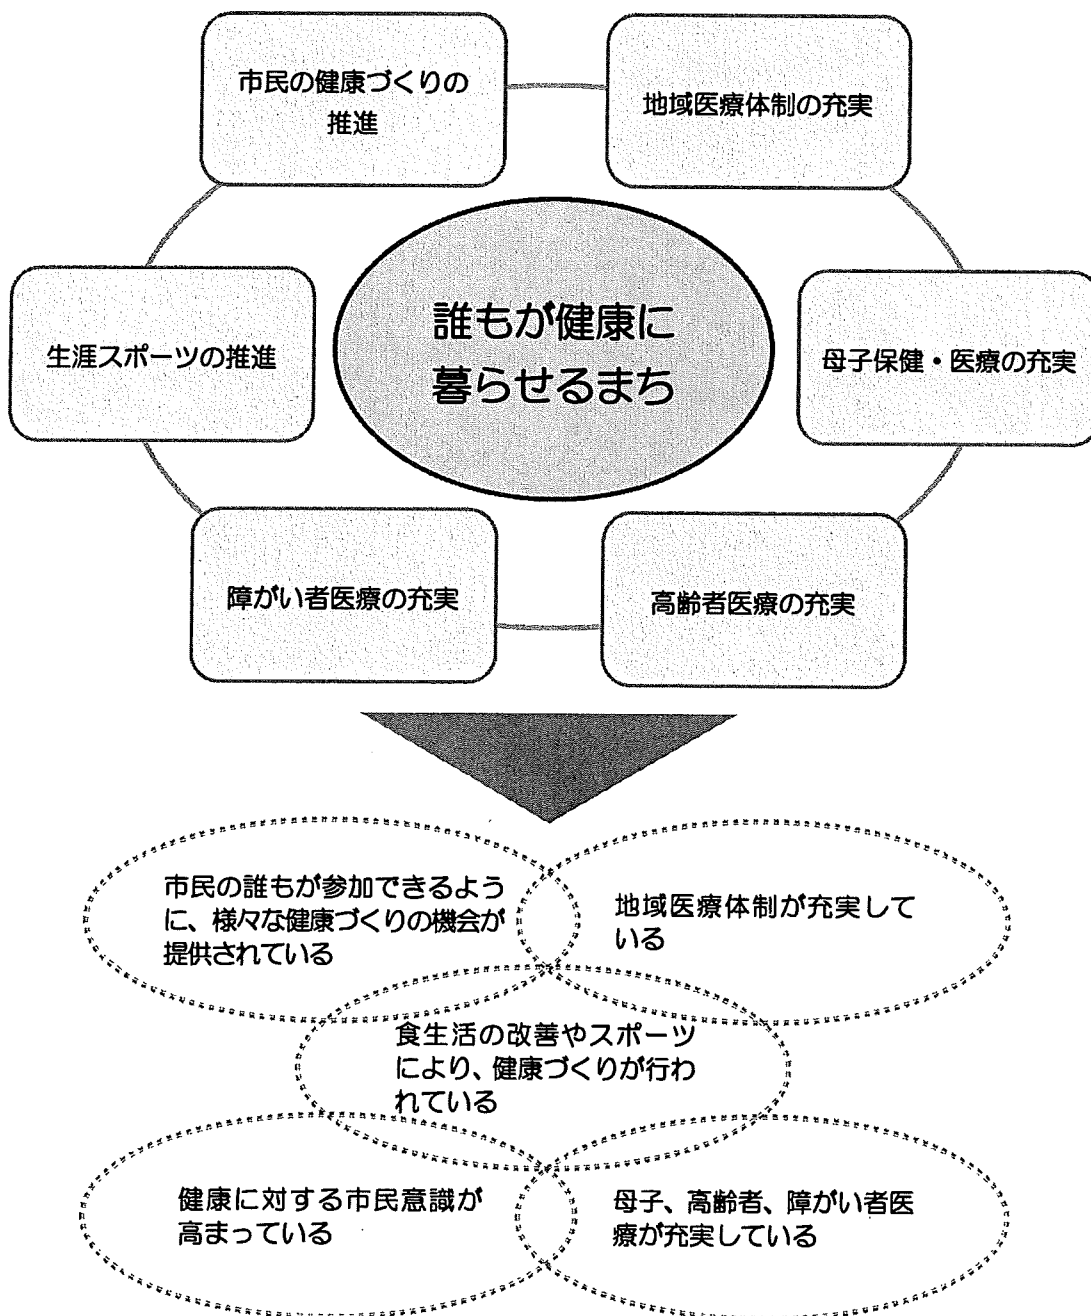 市民の健康づくりの
推進
地域医療体制の充実
誰もが健康に
暮らせるまち
生涯スポーツの推進
母子保健・医療の充実
障がい者医療の充実
高齢者医療の充実
市民の誰もが参加できるよう
に、様々な健康づくりの機会が
提供されている
地域医療体制が充実して
いる
食生活の改善やスポーツ
により、健康づくりが行わ
れている
健康に対する市民意識が
高まっている
母子、高齢者、障がい者医
療が充実している